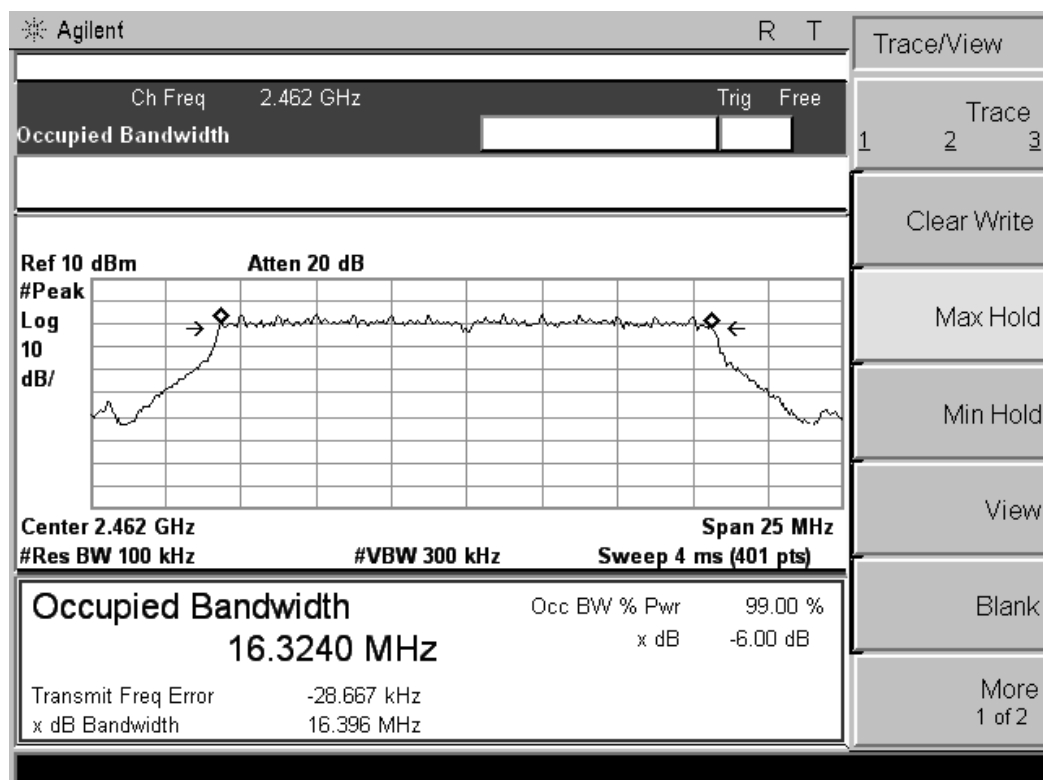 Agilent R T
Trace/View
Ch Freq 2.462 GHz Trig Free
Occupied Bandwidth
Trace
1 2 3
Clear Write
Max Hold
Min Hold
View
Blank
More
1 of 2
Ref 10 dBm Atten 20 dB
#Peak
Log
10
dB/
Center 2.462 GHz Span 25 MHz
#Res BW 100 kHz #VBW 300 kHz Sweep 4 ms (401 pts)
Occupied Bandwidth Occ BW % Pwr 99.00 %
16.3240 MHz x dB -6.00 dB
Transmit Freq Error -28.667 kHz
x dB Bandwidth 16.396 MHz